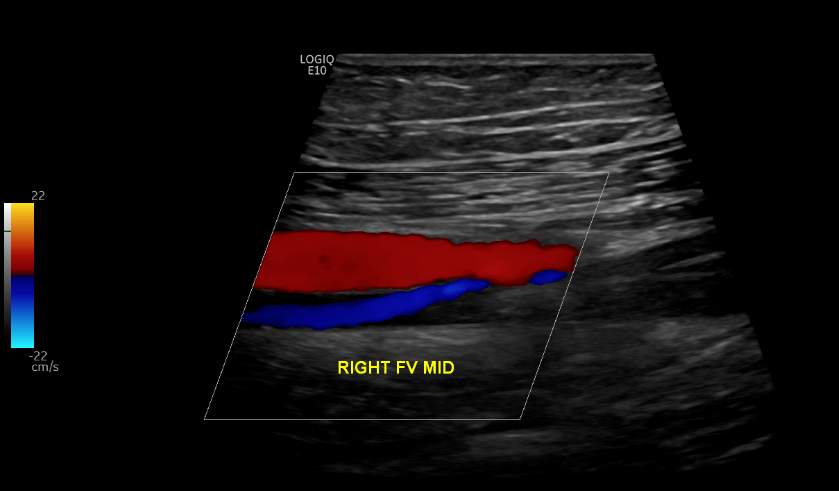 LOGIQ
E10
22
-22
cm/s
RIGHT FV MID